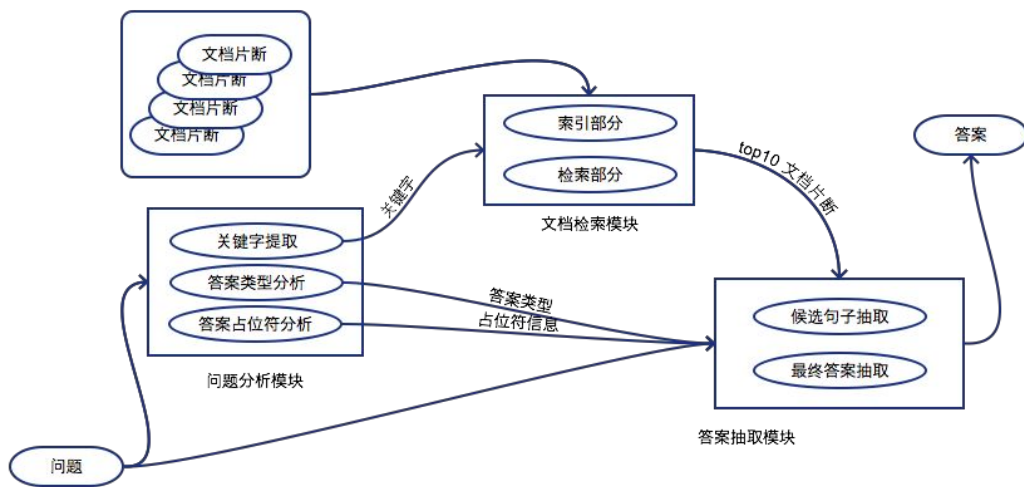 文档片断
文档片断
文档片断
文档片断
索引部分
检索部分
文档检索模块
top10 文档片断
答案
关键字
关键字提取
答案类型分析
答案占位符分析
问题分析模块
答案类型
占位符信息
候选句子抽取
最终答案抽取
答案抽取模块
问题